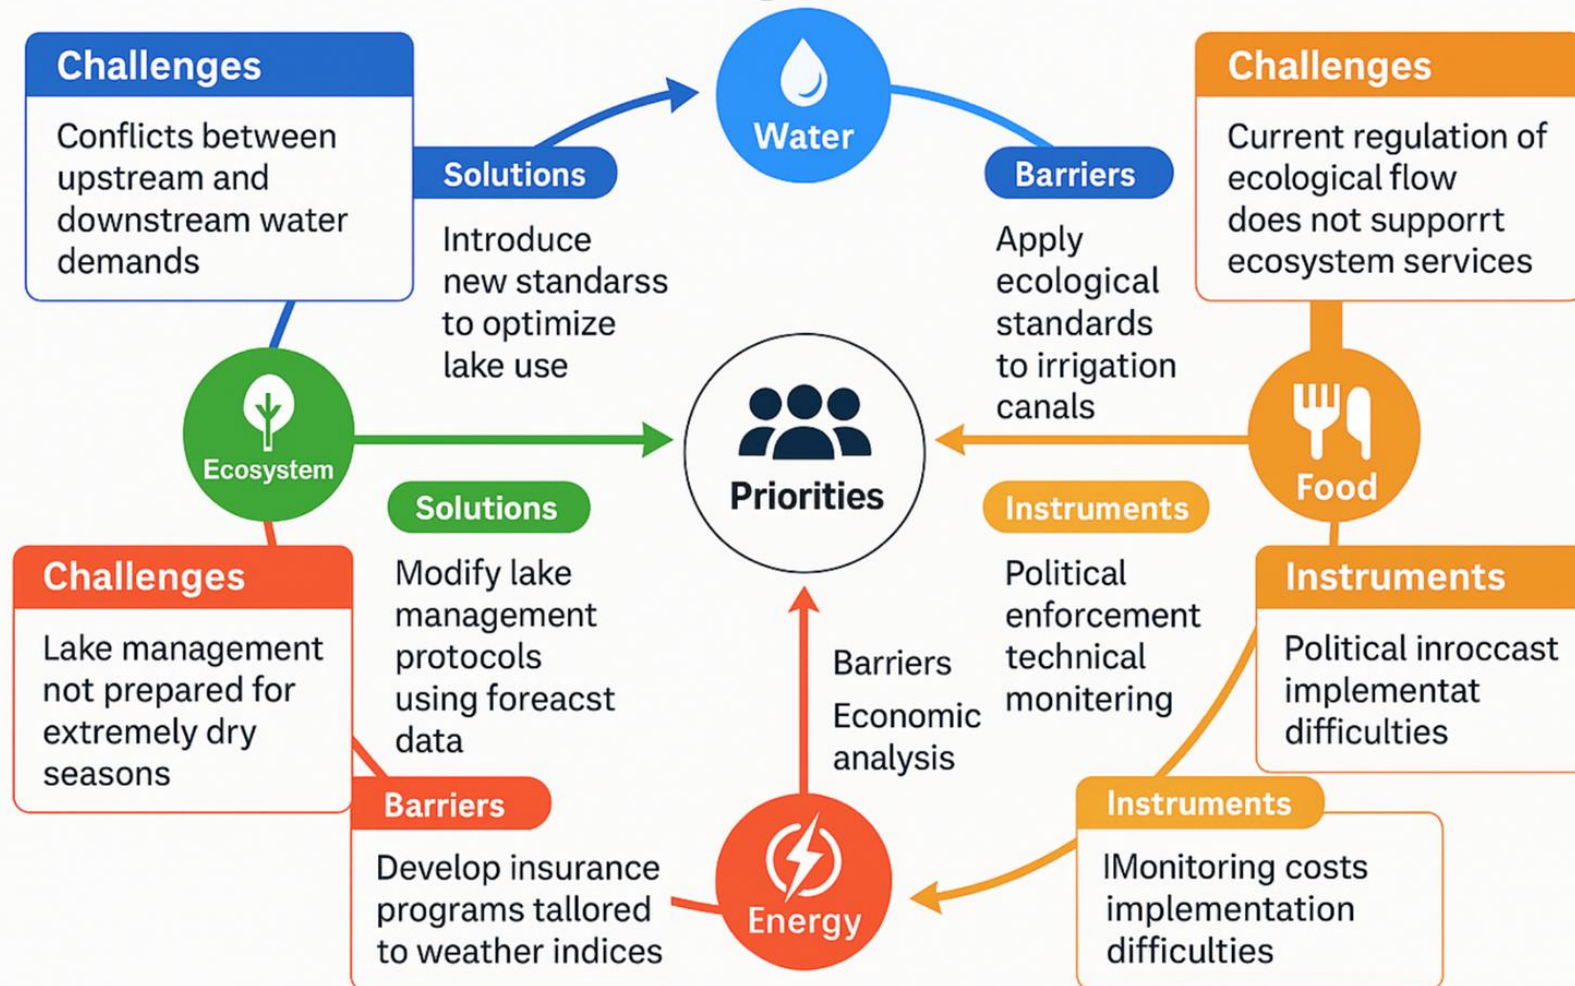 Challenges
Conflicts between
upstream and
downstream water
demands
Solutions
Introduce
new standarss
to optimize
lake use
Water
Barriers
Apply
ecological
standards
to irrigation
canals
Challenges
Current regulation of
ecological flow
does not supporrt
ecosystem services
Ecosystem
Priorities
Food
Solutions
Modify lake
management
protocols
using foreacst
data
Instruments
Political
enforcement
technical
monitering
Challenges
Lake management
not prepared for
extremely dry
seasons
Barriers
Economic
analysis
Instruments
Political inroccast
implementat
difficulties
Barriers
Develop insurance
programs tallored
to weather indices
Energy
Instruments
IMonitoring costs
implementation
difficulties